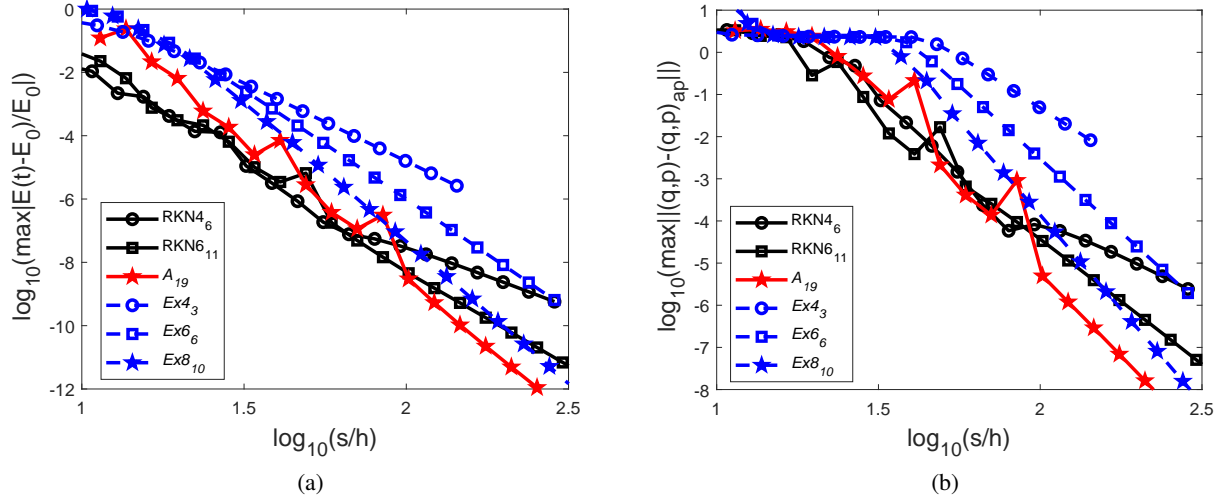 log10(max|E(t)-E0)/E0|)
0
-2
-4
-6
-8
-10
-12
1
1.5
2
2.5
log10(s/h)
RKN46
RKN611
A19
Ex43
Ex66
Ex810
(a)
log10(max||(q,p)-(q,p)ap||)
1
0
-1
-2
-3
-4
-5
-6
-7
-8
1
1.5
2
2.5
log10(s/h)
RKN46
RKN611
A19
Ex43
Ex66
Ex810
(b)